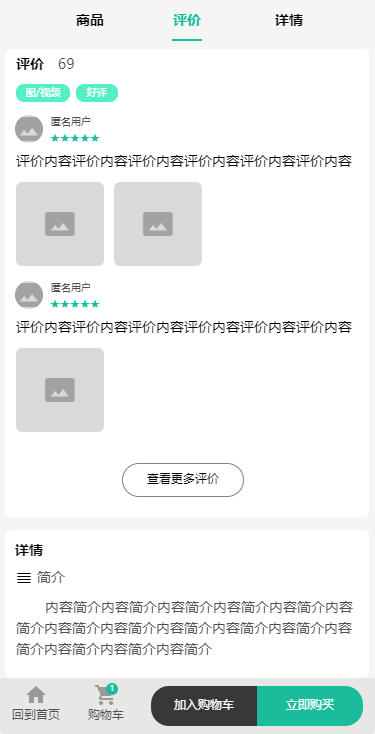 商品 评价 详情
评价 69
图/视频 好评
匿名用户
评价内容评价内容评价内容评价内容评价内容评价内容
匿名用户
评价内容评价内容评价内容评价内容评价内容评价内容
查看更多评价
详情
简介
内容简介内容简介内容简介内容简介内容简介内容
简介内容简介内容简介内容简介内容简介内容简介内容
简介内容简介内容简介内容简介
1
回到首页 购物车 加入购物车 立即购买